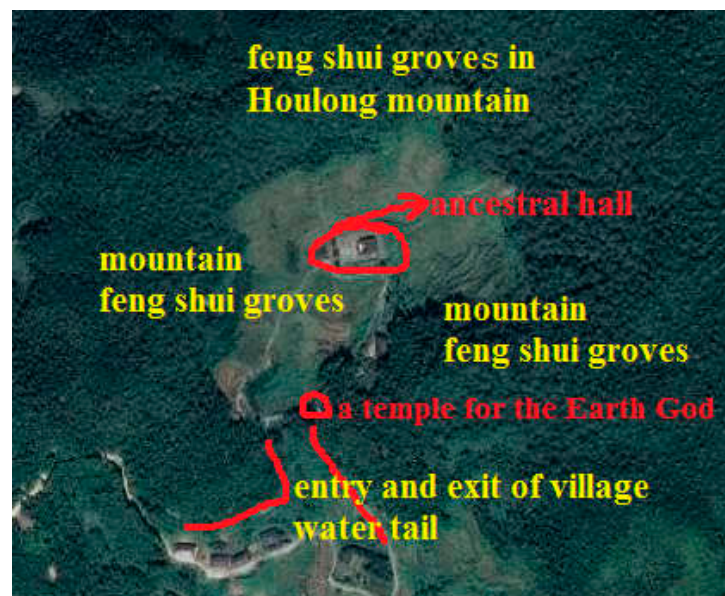 feng shui groves in
Houlong mountain
ancestral hall
mountain
feng shui groves
mountain
feng shui groves
a temple for the Earth God
entry and exit of village
water tail